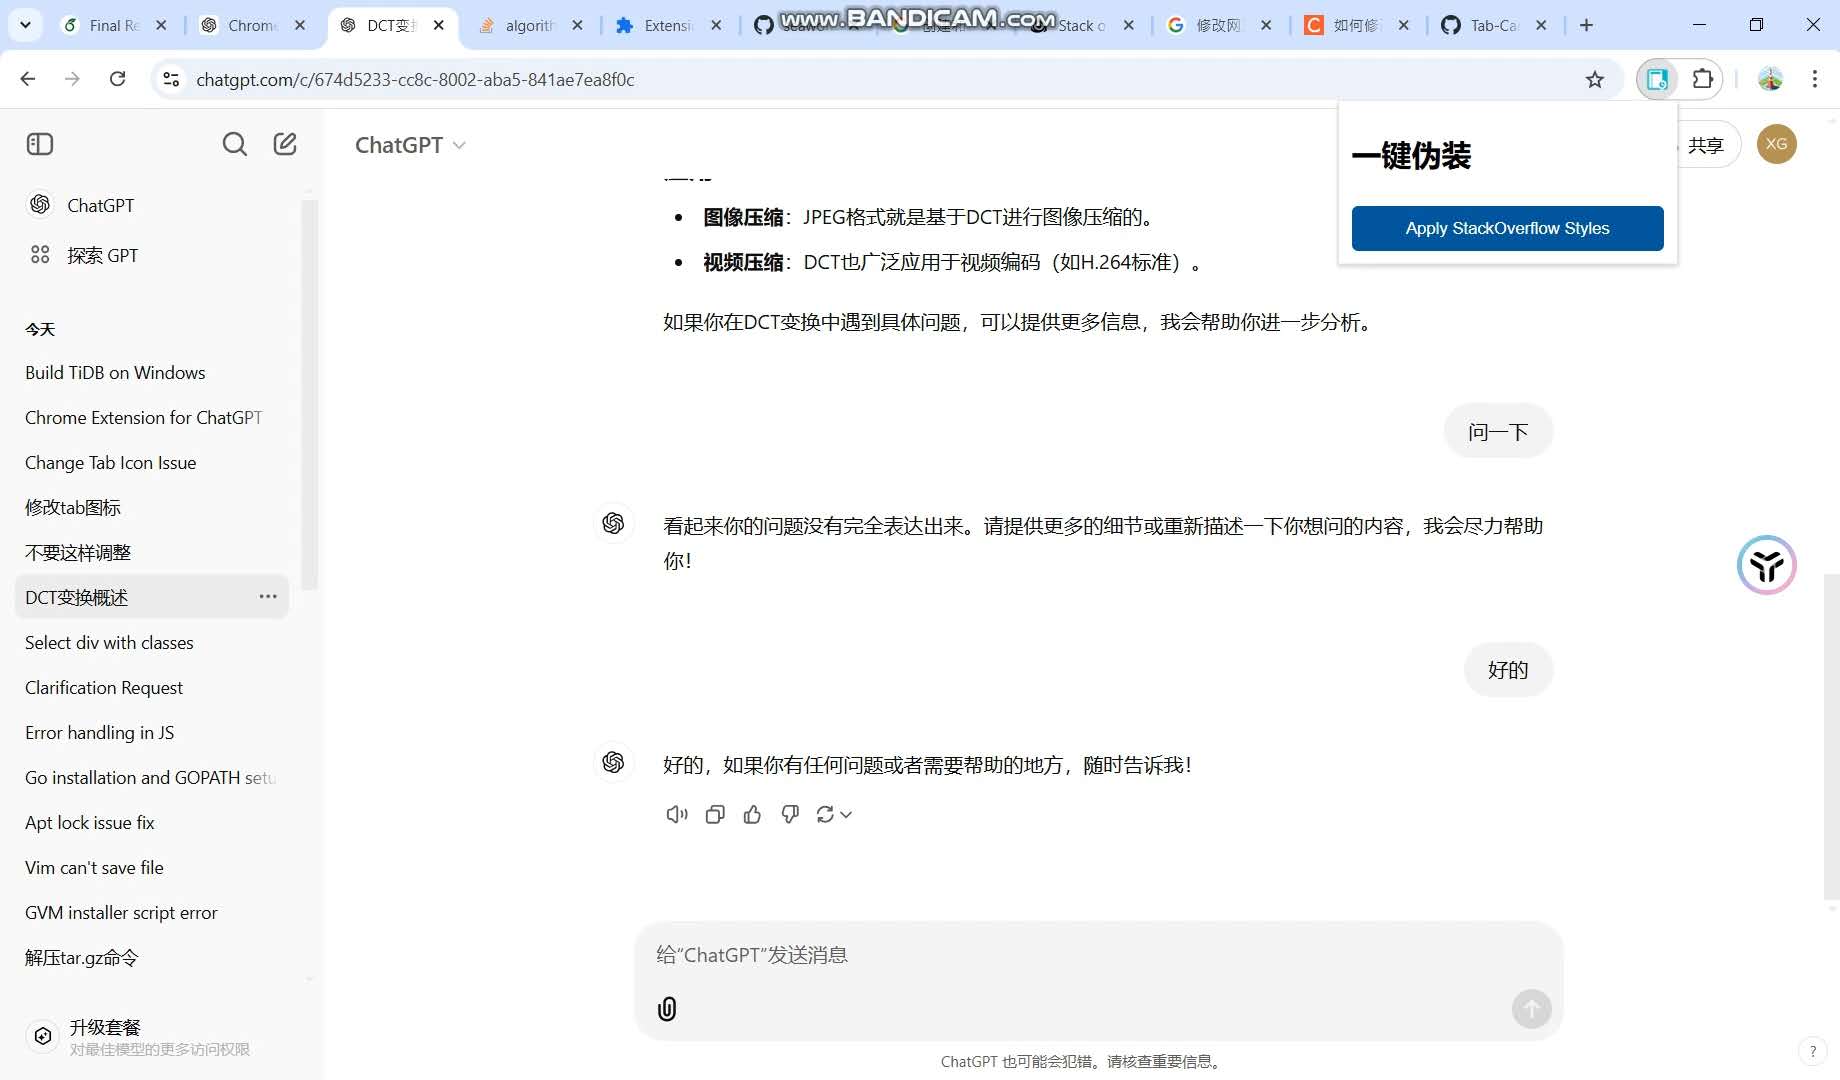 Final Re
Chrome
DCT变
algorith
Extensi
www.BANDICAM.com
Stack o
修改网
如何修
Tab-Ca
chatgpt.com/c/674d5233-cc8c-8002-aba5-841ae7ea8f0c
ChatGPT
共享
XG
一键伪装
Apply StackOverflow Styles
ChatGPT
探索 GPT
今天
Build TiDB on Windows
Chrome Extension for ChatGPT
Change Tab Icon Issue
修改tab图标
不要这样调整
DCT变换概述
Select div with classes
Clarification Request
Error handling in JS
Go installation and GOPATH setu
Apt lock issue fix
Vim can't save file
GVM installer script error
解压tar.gz命令
升级套餐
对最佳模型的更多访问权限
• 图像压缩：JPEG格式就是基于DCT进行图像压缩的。
• 视频压缩：DCT也广泛应用于视频编码（如H.264标准）。
如果你在DCT变换中遇到具体问题，可以提供更多信息，我会帮助你进一步分析。
问一下
看起来你的问题没有完全表达出来。请提供更多的细节或重新描述一下你想问的内容，我会尽力帮助
你！
好的
好的，如果你有任何问题或者需要帮助的地方，随时告诉我！
给“ChatGPT”发送消息
ChatGPT 也可能会犯错。请核查重要信息。
?